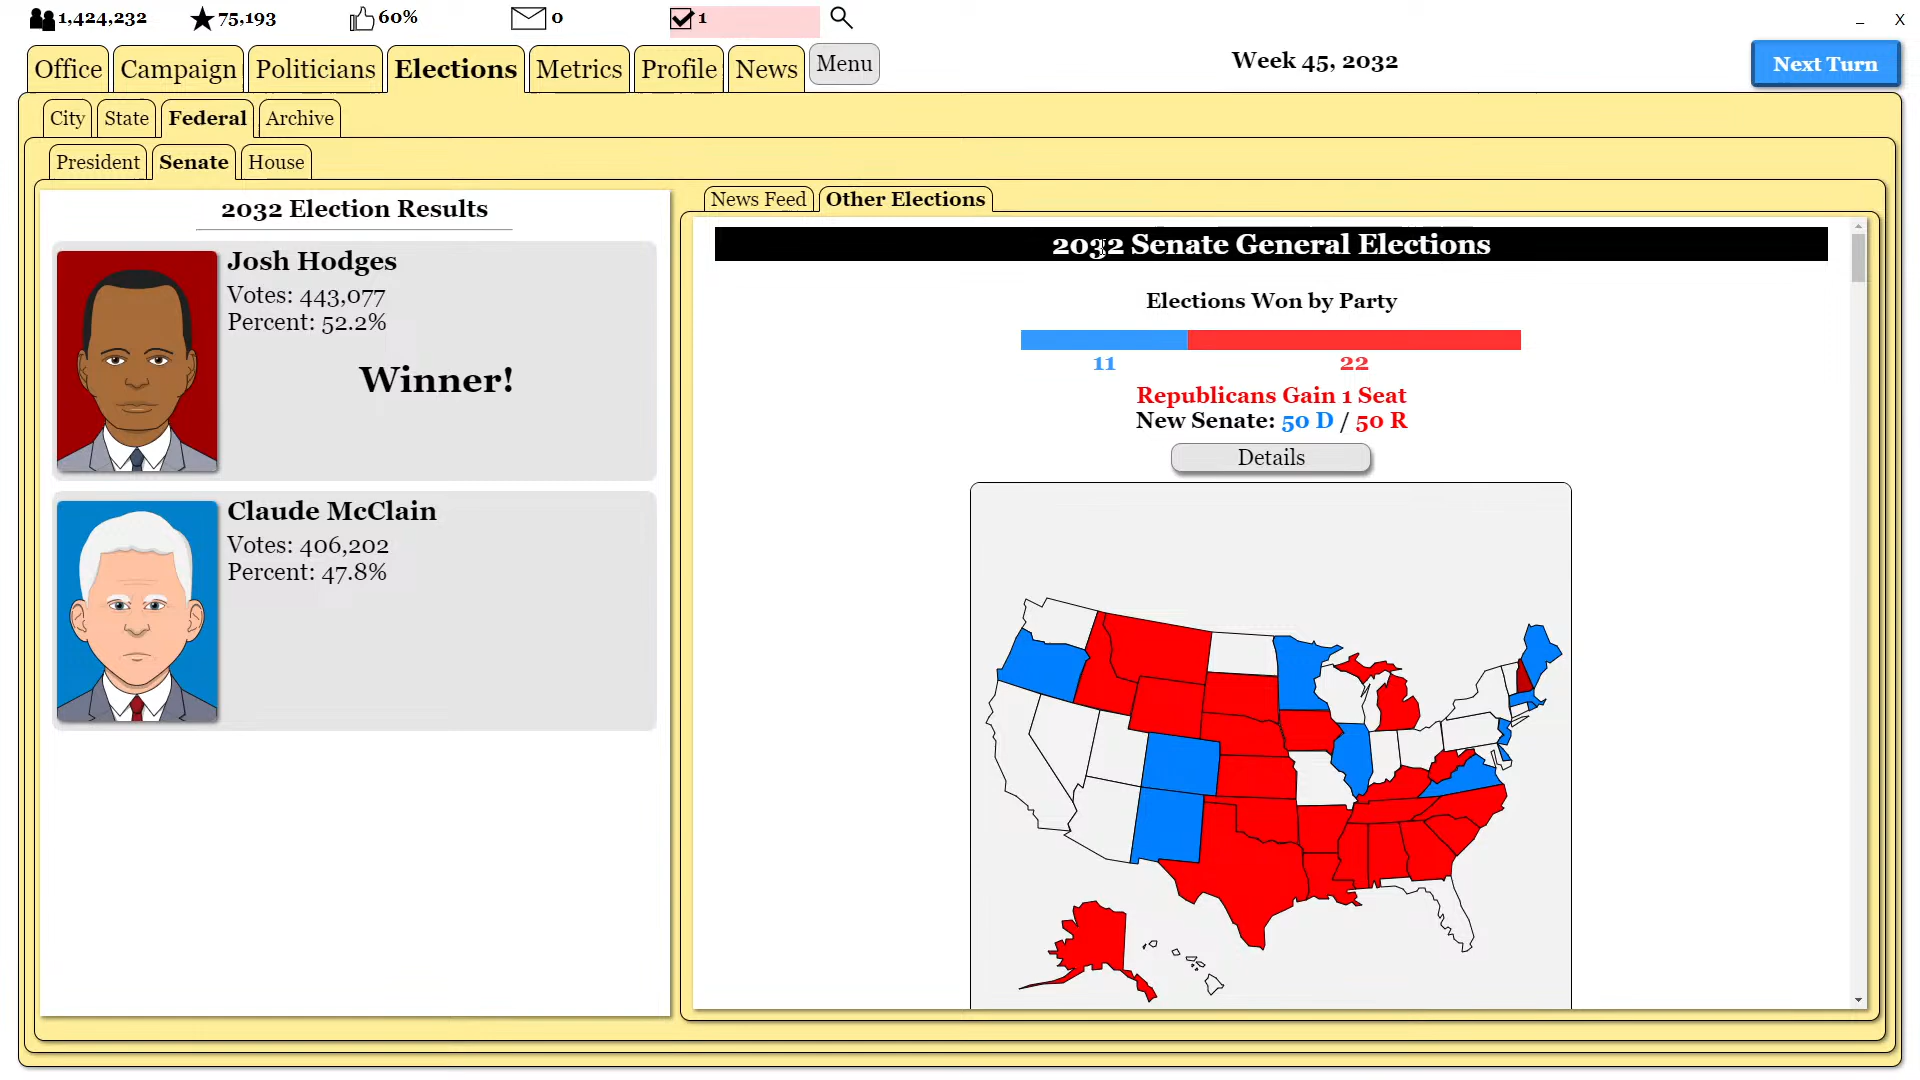 1,424,232
75,193
60%
0
1
X
Office
Campaign
Politicians
Elections
Metrics
Profile
News
Menu
Week 45, 2032
Next Turn
City
State
Federal
Archive
President
Senate
House
2032 Election Results
Josh Hodges
Votes: 443,077
Percent: 52.2%
Winner!
Claude McClain
Votes: 406,202
Percent: 47.8%
News Feed
Other Elections
2032 Senate General Elections
Elections Won by Party
11
22
Republicans Gain 1 Seat
New Senate: 50 D / 50 R
Details